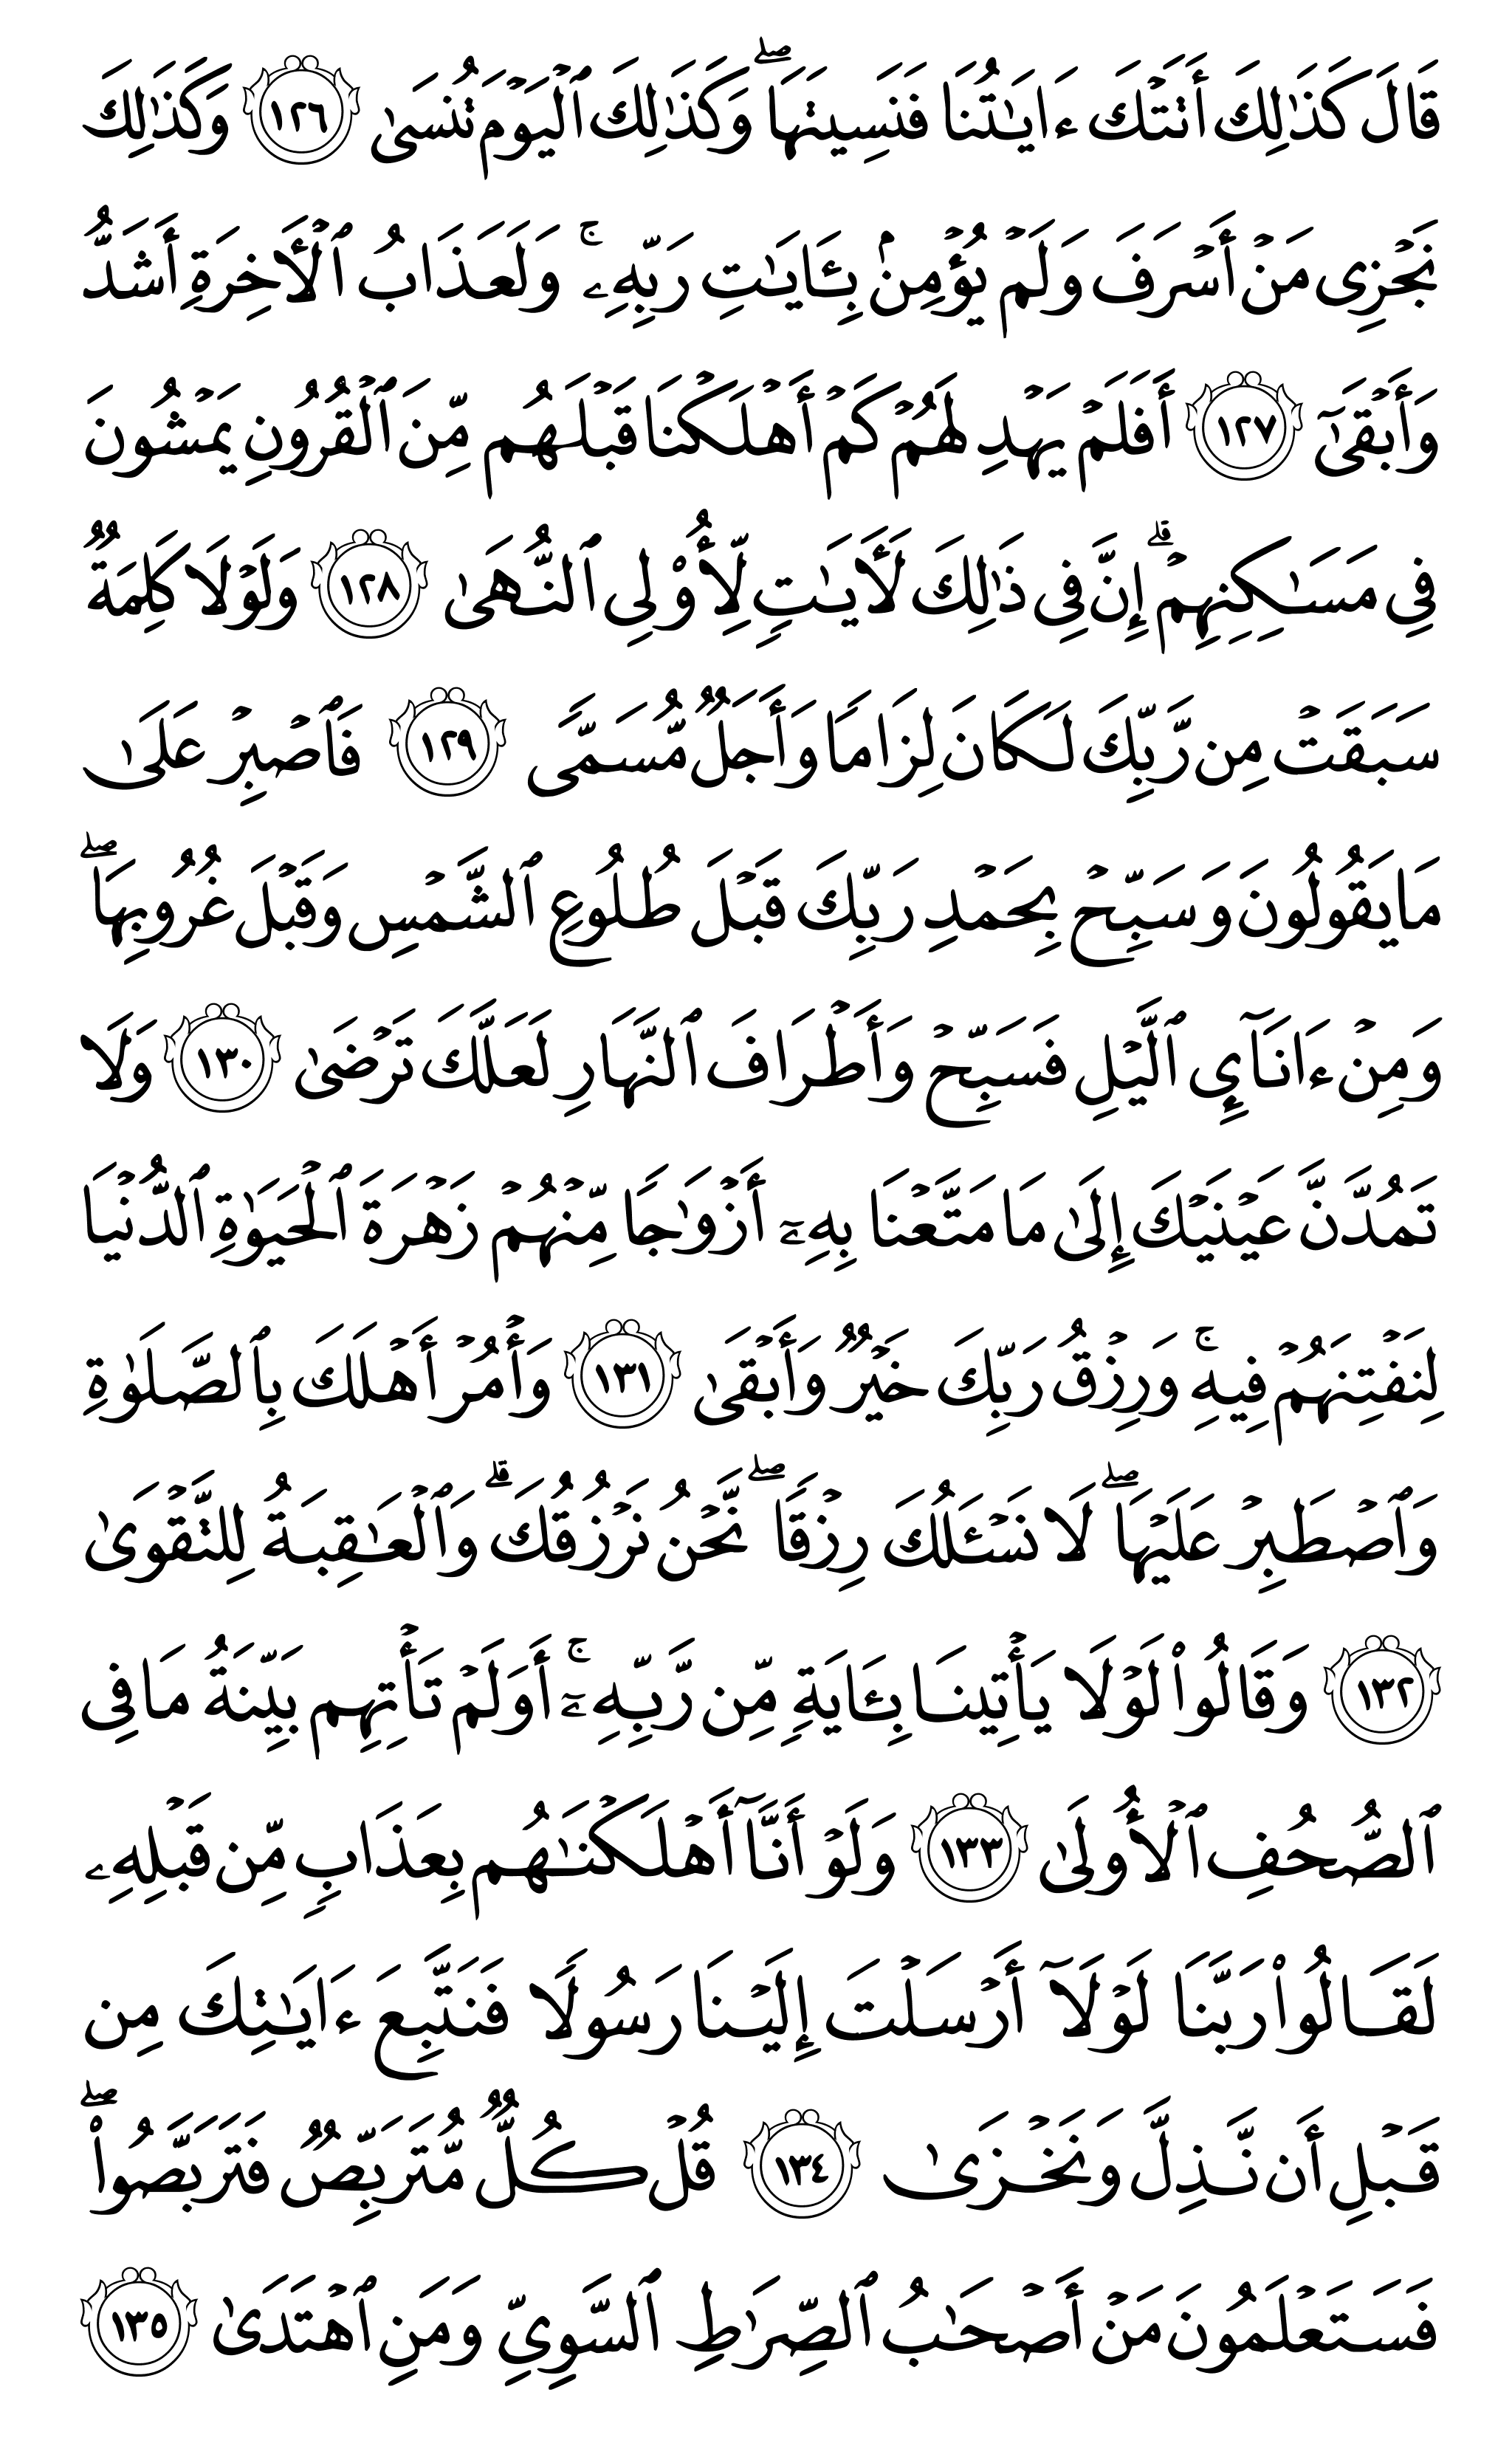 قَالَ كَذَٰلِكَ أَتَتۡكَ ءَايَٰتُنَا فَنَسِيتَهَاۖ وَكَذَٰلِكَ ٱلۡيَوۡمَ تُنسَىٰ ١٢٦ وَكَذَٰلِكَ
نَجۡزِي مَنۡ أَسۡرَفَ وَلَمۡ يُؤۡمِنۢ بِـَٔايَٰتِ رَبِّهِۦۚ وَلَعَذَابُ ٱلۡأٓخِرَةِ أَشَدُّ
وَأَبۡقَىٰٓ ١٢٧ أَفَلَمۡ يَهۡدِ لَهُمۡ كَمۡ أَهۡلَكۡنَا قَبۡلَهُم مِّنَ ٱلۡقُرُونِ يَمۡشُونَ
فِي مَسَٰكِنِهِمۡۚ إِنَّ فِي ذَٰلِكَ لَأٓيَٰتٖ لِّأُوْلِي ٱلنُّهَىٰ ١٢٨ وَلَوۡلَا كَلِمَةٞ
سَبَقَتۡ مِن رَّبِّكَ لَكَانَ لِزَامٗا وَأَجَلٞ مُّسَمّٗى ١٢٩ فَٱصۡبِرۡ عَلَىٰ
مَا يَقُولُونَ وَسَبِّحۡ بِحَمۡدِ رَبِّكَ قَبۡلَ طُلُوعِ ٱلشَّمۡسِ وَقَبۡلَ غُرُوبِهَاۖ
وَمِنۡ ءَانَآيِٕ ٱلَّيۡلِ فَسَبِّحۡ وَأَطۡرَافَ ٱلنَّهَارِ لَعَلَّكَ تَرۡضَىٰ ١٣٠ وَلَا
تَمُدَّنَّ عَيۡنَيۡكَ إِلَىٰ مَا مَتَّعۡنَا بِهِۦٓ أَزۡوَٰجٗا مِّنۡهُمۡ زَهۡرَةَ ٱلۡحَيَوٰةِ ٱلدُّنۡيَا
لِنَفۡتِنَهُمۡ فِيهِۚ وَرِزۡقُ رَبِّكَ خَيۡرٞ وَأَبۡقَىٰ ١٣١ وَأۡمُرۡ أَهۡلَكَ بِٱلصَّلَوٰةِ
وَٱصۡطَبِرۡ عَلَيۡهَاۖ لَا نَسۡـَٔلُكَ رِزۡقٗاۖ نَّحۡنُ نَرۡزُقُكَۗ وَٱلۡعَٰقِبَةُ لِلتَّقۡوَىٰ
١٣٢ وَقَالُواْ لَوۡلَا يَأۡتِينَا بِـَٔايَةٖ مِّن رَّبِّهِۦٓۚ أَوَلَمۡ تَأۡتِهِم بَيِّنَةُ مَا فِي
ٱلصُّحُفِ ٱلۡأُولَىٰ ١٣٣ وَلَوۡ أَنَّآ أَهۡلَكۡنَٰهُم بِعَذَابٖ مِّن قَبۡلِهِۦ
لَقَالُواْ رَبَّنَا لَوۡلَآ أَرۡسَلۡتَ إِلَيۡنَا رَسُولٗا فَنَتَّبِعَ ءَايَٰتِكَ مِن
قَبۡلِ أَن نَّذِلَّ وَنَخۡزَىٰ ١٣٤ قُلۡ كُلّٞ مُّتَرَبِّصٞ فَتَرَبَّصُواْۖ
فَسَتَعۡلَمُونَ مَنۡ أَصۡحَٰبُ ٱلصِّرَٰطِ ٱلسَّوِيِّ وَمَنِ ٱهۡتَدَىٰ ١٣٥